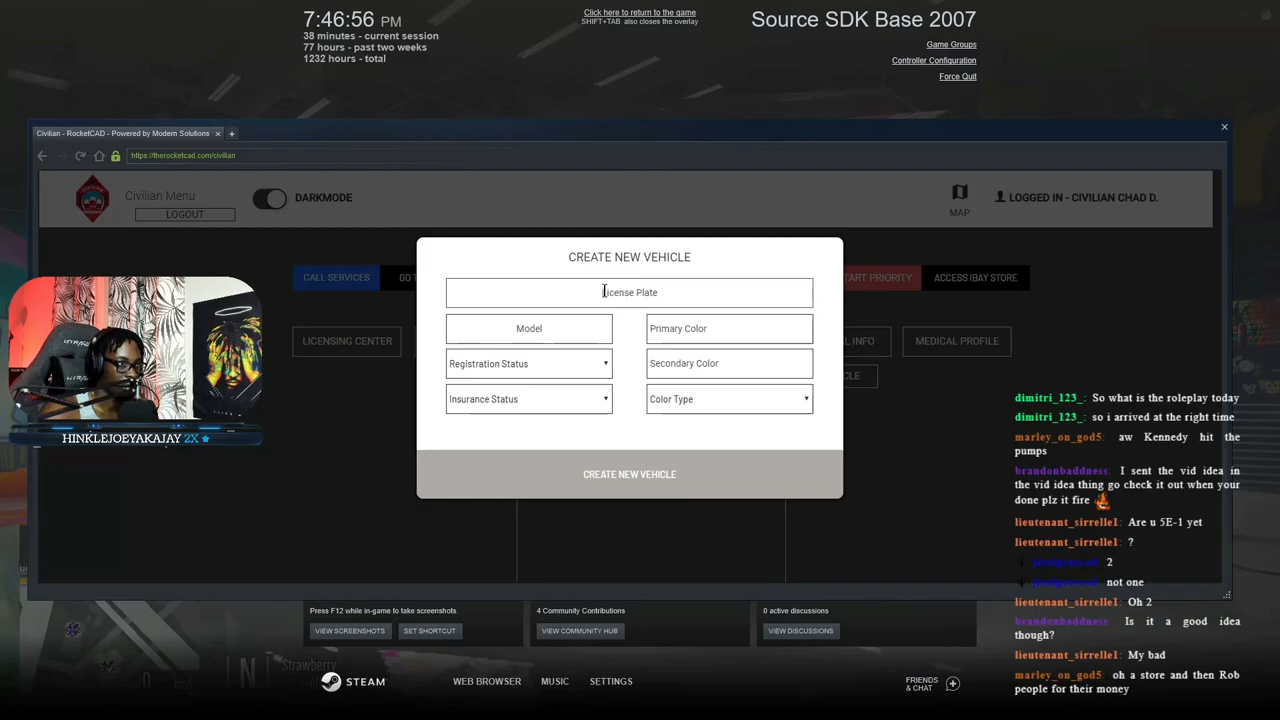 7:46:56 PM
38 minutes - current session
77 hours - past two weeks
1232 hours - total
Click here to return to the game
SHIFT+TAB also closes the overlay
Source SDK Base 2007
Game Groups
Controller Configuration
Force Quit
Civilian - RocketCAD - Powered by Modern Solutions
https://therocketcad.com/civilian
Civilian Menu
LOGOUT
DARKMODE
MAP
LOGGED IN - CIVILIAN CHAD D.
CALL SERVICES
GO T
START PRIORITY
ACCESS IBAY STORE
LICENSING CENTER
INFO
MEDICAL PROFILE
CREATE NEW VEHICLE
License Plate
Model
Primary Color
Registration Status
Secondary Color
Insurance Status
Color Type
CREATE NEW VEHICLE
HINKLEJOEYAKAJAY 2X
dimitri_123_: So what is the roleplay today
dimitri_123_: so i arrived at the right time
marley_on_god5: aw Kennedy hit the
pumps
brandonbaddness: I sent the vid idea in
the vid idea thing go check it out when your
done plz it fire
lieutenant_sirrelle1: Are u 5E-1 yet
lieutenant_sirrelle1: ?
2
not one
lieutenant_sirrelle1: Oh 2
brandonbaddness: Is it a good idea
though?
lieutenant_sirrelle1: My bad
marley_on_god5: oh a store and then Rob
people for their money
Press F12 while in-game to take screenshots.
VIEW SCREENSHOTS
SET SHORTCUT
4 Community Contributions
VIEW COMMUNITY HUB
0 active discussions
VIEW DISCUSSIONS
N
Strawberry
0 mph
STEAM
WEB BROWSER
MUSIC
SETTINGS
FRIENDS
& CHAT